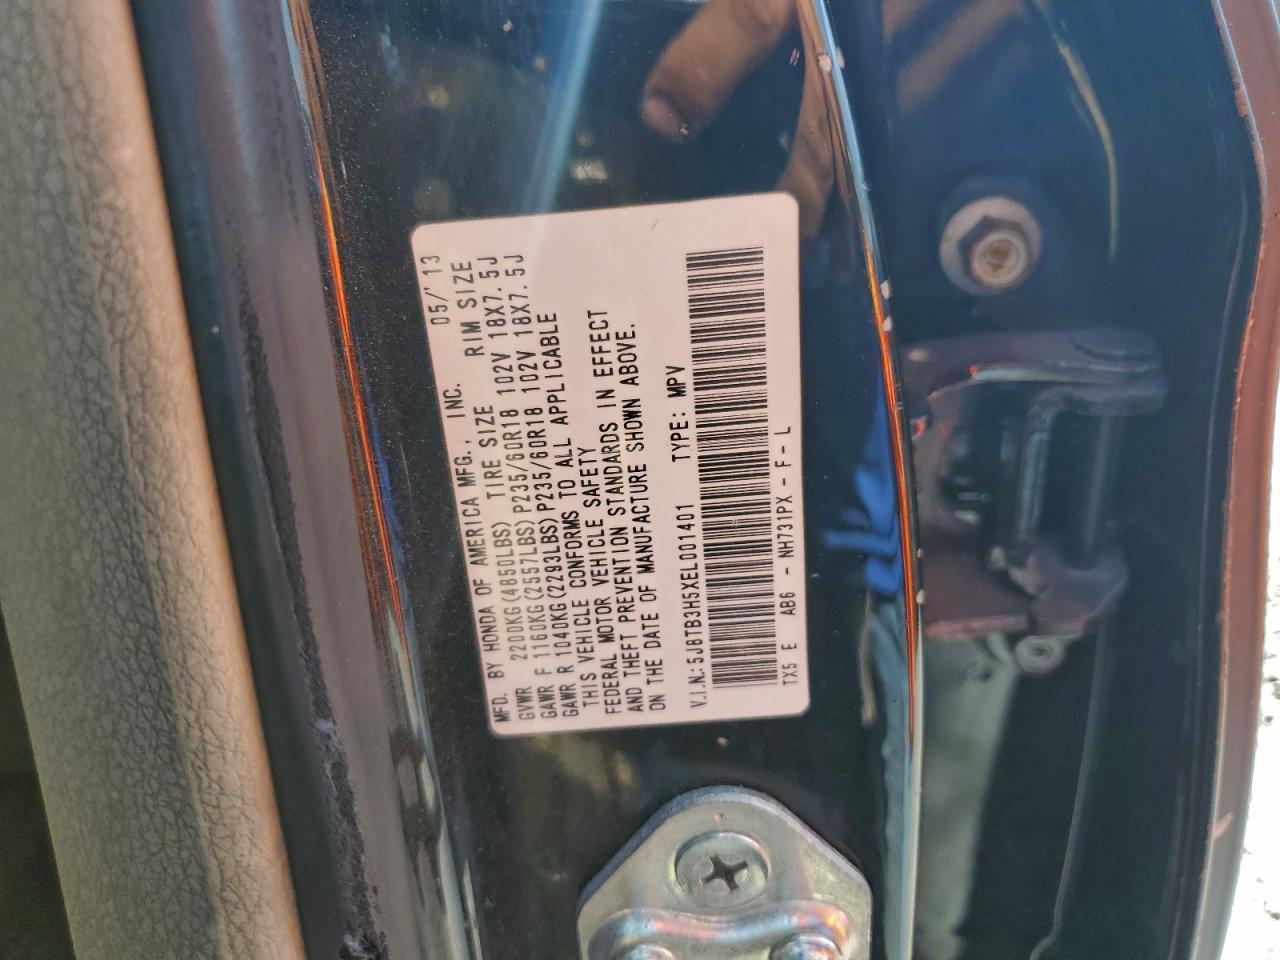 MFD. BY HONDA OF AMERICA MFG., INC. 05/'13
GVWR 2200KG(4850LBS) TIRE SIZE RIM SIZE
GAWR F 1160KG(2557LBS) P235/60R18 102V 18X7.5J
GAWR R 1040KG(2293LBS) P235/60R18 102V 18X7.5J
THIS VEHICLE CONFORMS TO ALL APPLICABLE
FEDERAL MOTOR VEHICLE SAFETY
AND THEFT PREVENTION STANDARDS IN EFFECT
ON THE DATE OF MANUFACTURE SHOWN ABOVE.
V.I.N.:5J8TB3H5XEL001401 TYPE: MPV
TX5 E AB6 - NH731PX - F - L